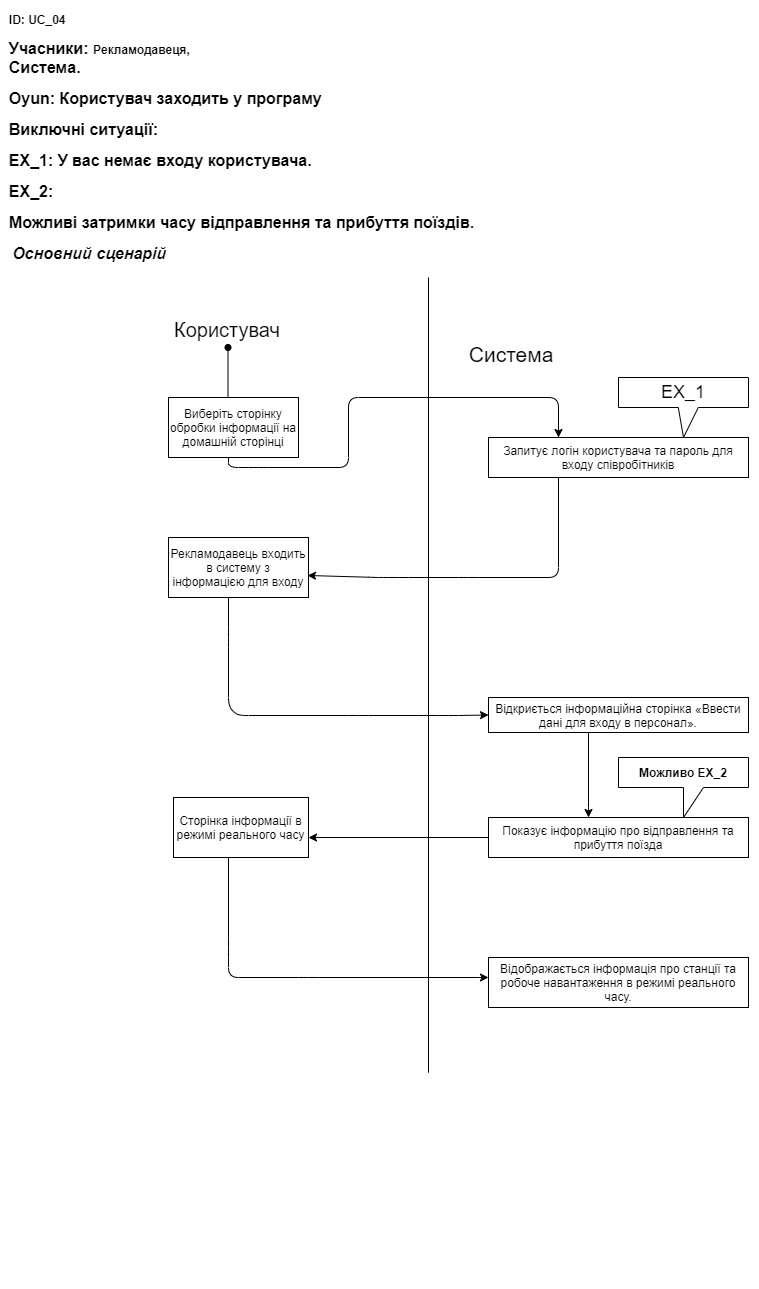 ID: UC_04
Учасники: Рекламодавеця,
Система.
Oyun: Користувач заходить у програму
Виключні ситуації:
EX_1: У вас немає входу користувача.
EX_2:
Можливі затримки часу відправлення та прибуття поїздів.
Основний сценарій
Користувач
Система
EX_1
Виберіть сторінку
обробки інформації на
домашній сторінці
Запитує логін користувача та пароль для
входу співробітників
Рекламодавець входить
в систему з
інформацією для входу
Відкриється інформаційна сторінка «Ввести
дані для входу в персонал».
Можливо EX_2
Сторінка інформації в
режимі реального часу
Показує інформацію про відправлення та
прибуття поїзда
Відображається інформація про станції та
робоче навантаження в режимі реального
часу.